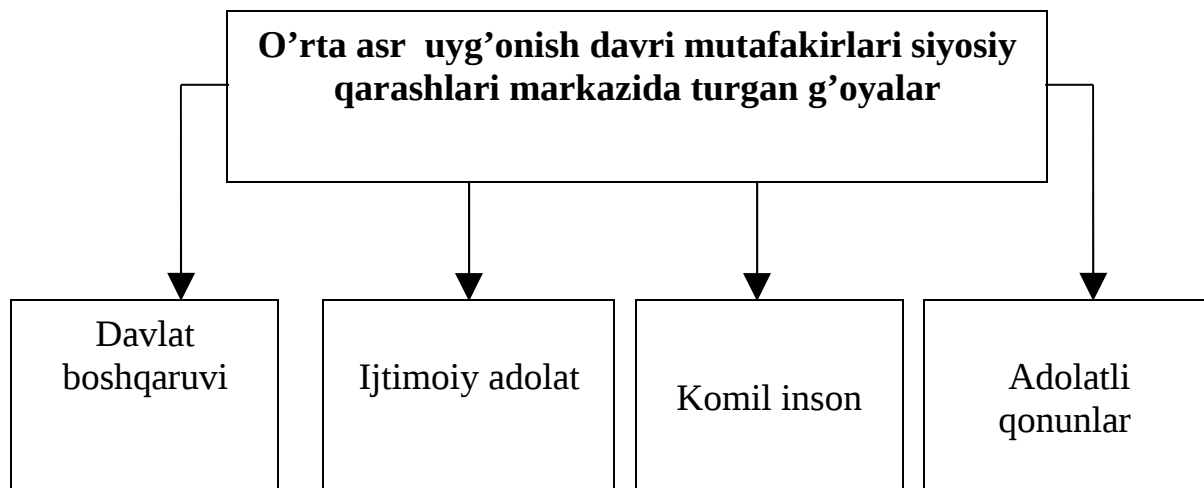 O’rta asr  uyg’onish davri mutafakirlari siyosiy
qarashlari markazida turgan g’oyalar
Davlat
boshqaruvi
Ijtimoiy adolat
Komil inson
Adolatli
qonunlar